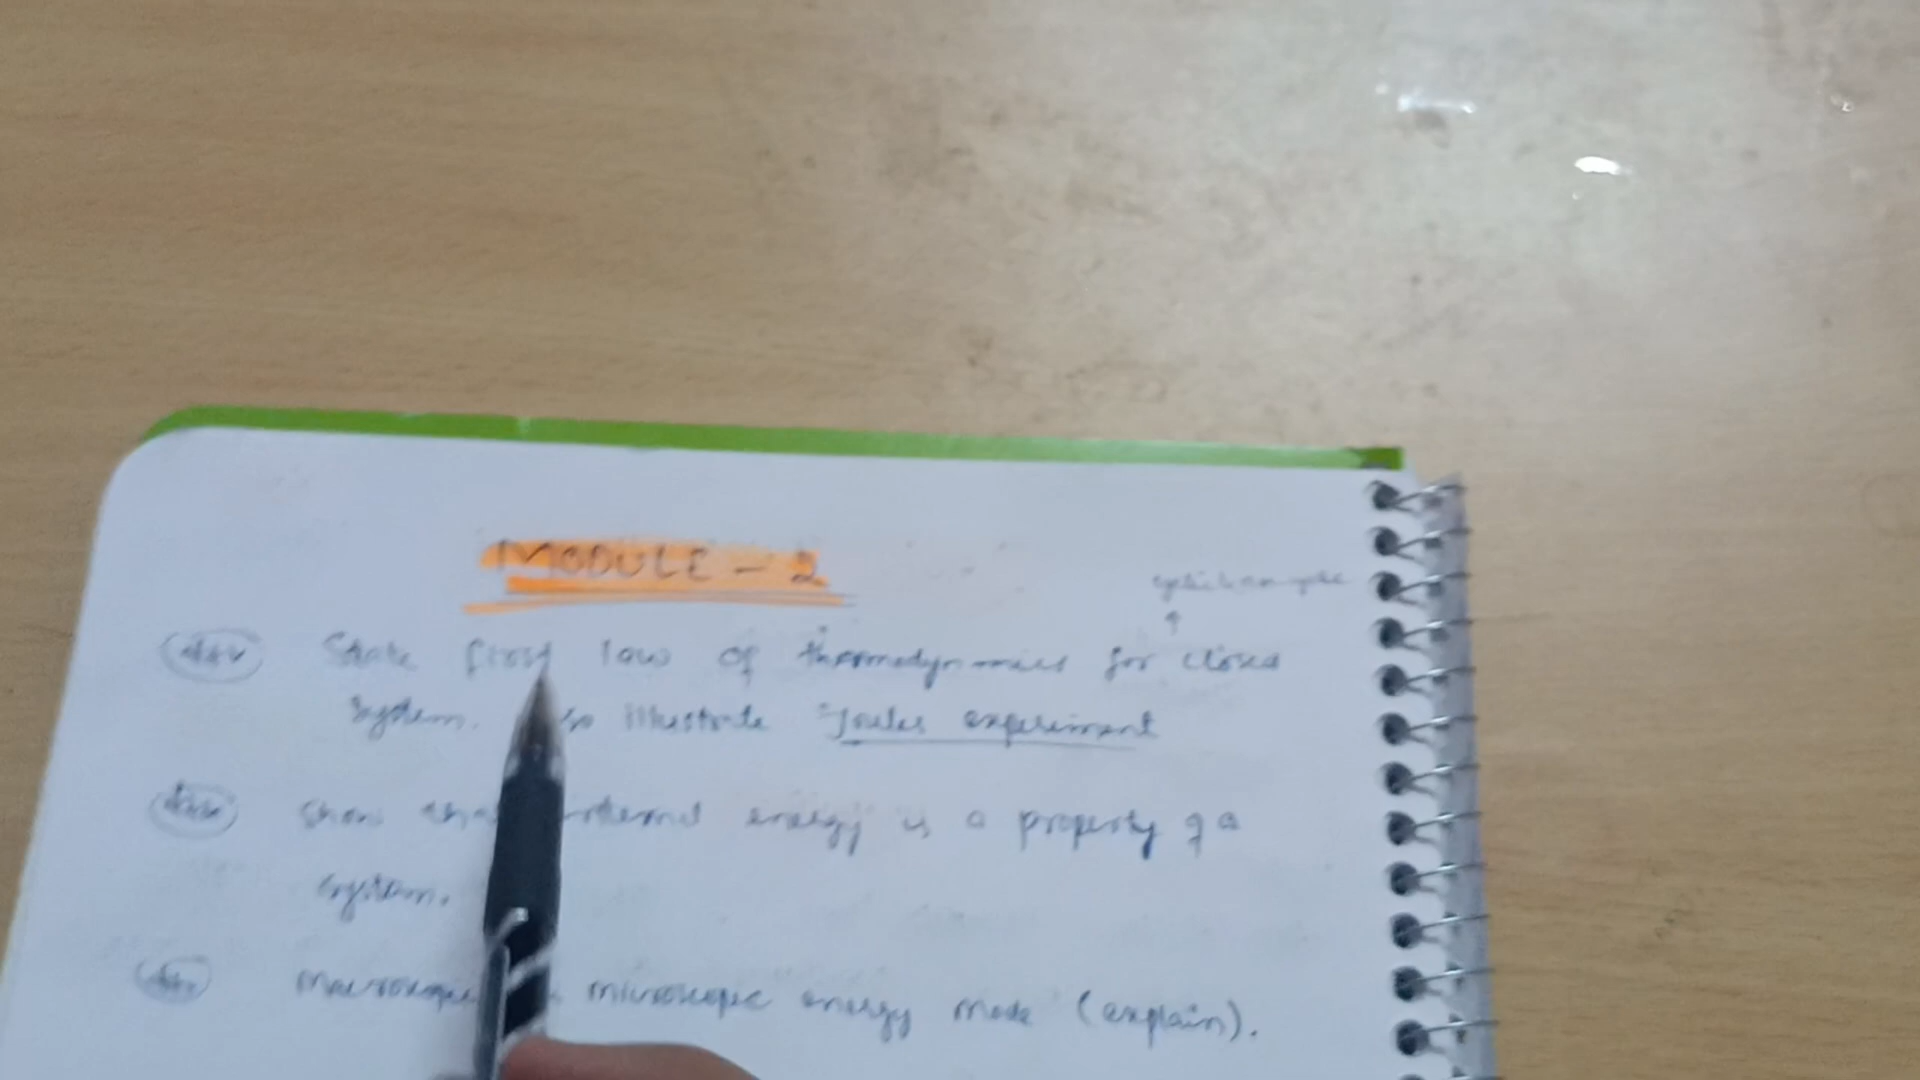 MODULE - 2
State first law of thermodynamics for closed
system. illustrate Joules experiment
Show that internal energy is a property of a
system.
Macroscopic microscopic energy mode (explain).